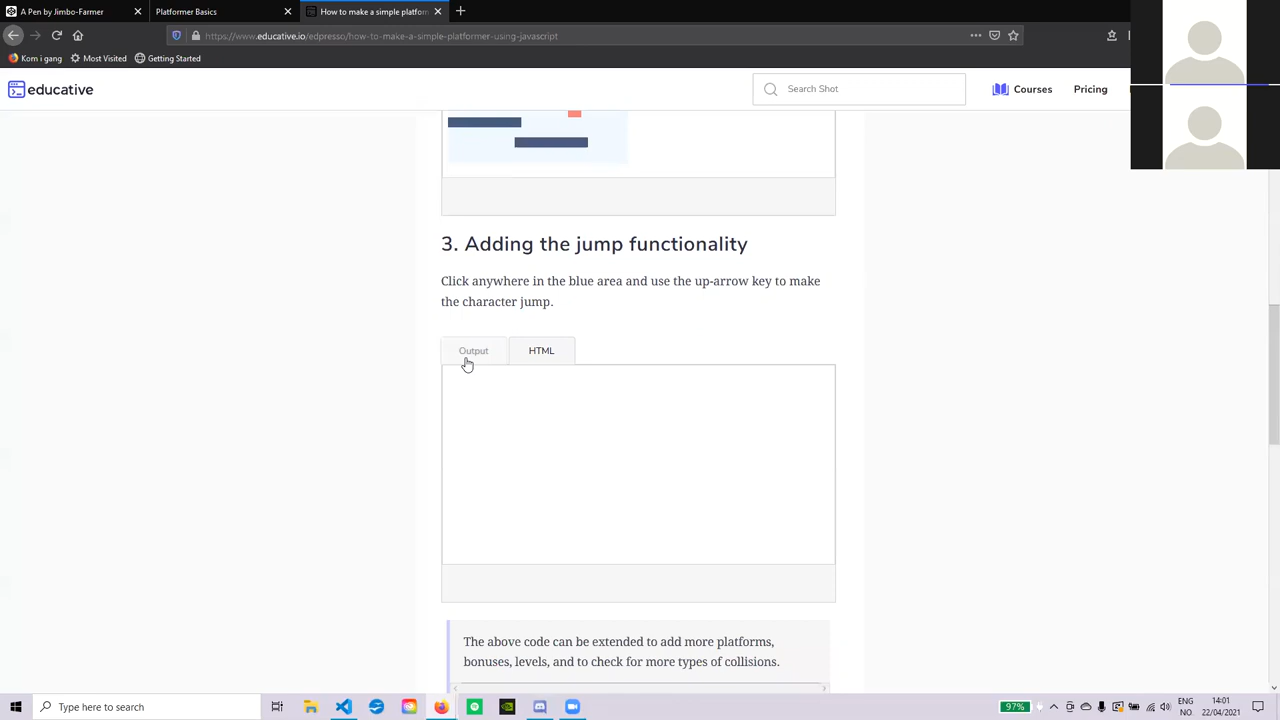 A Pen by Jimbo-Farmer
Platformer Basics
How to make a simple platform
https://www.educative.io/edpresso/how-to-make-a-simple-platformer-using-javascript
Kom i gang
Most Visited
Getting Started
educative
Search Shot
Courses
Pricing
3. Adding the jump functionality
Click anywhere in the blue area and use the up-arrow key to make
the character jump.
Output
HTML
The above code can be extended to add more platforms,
bonuses, levels, and to check for more types of collisions.
Type here to search
97%
ENG
NO
14:01
22/04/2021